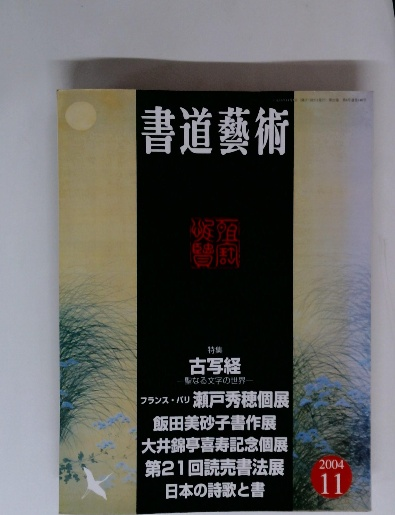 書道藝術
特集
古写経
─聖なる文字の世界─
フランス・パリ 瀬戸秀穂個展
飯田美砂子書作展
大井錦亭喜寿記念個展
第21回読売書法展
日本の詩歌と書
2004
11